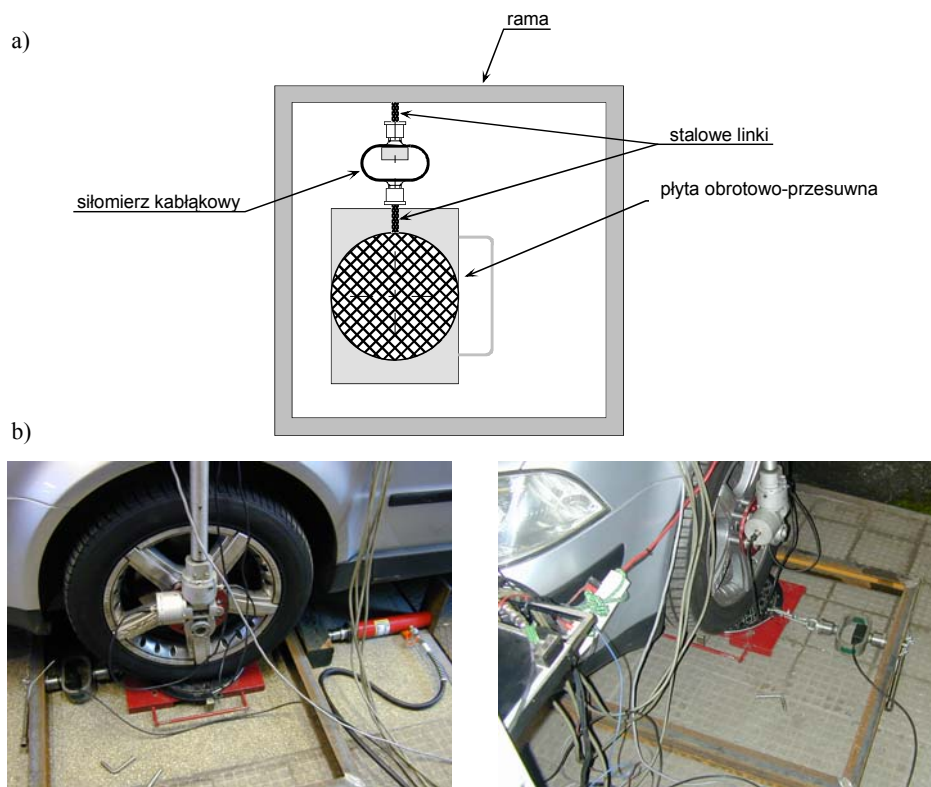 a)
rama
stalowe linki
siłomierz kabłąkowy
płyta obrotowo-przesuwna
b)